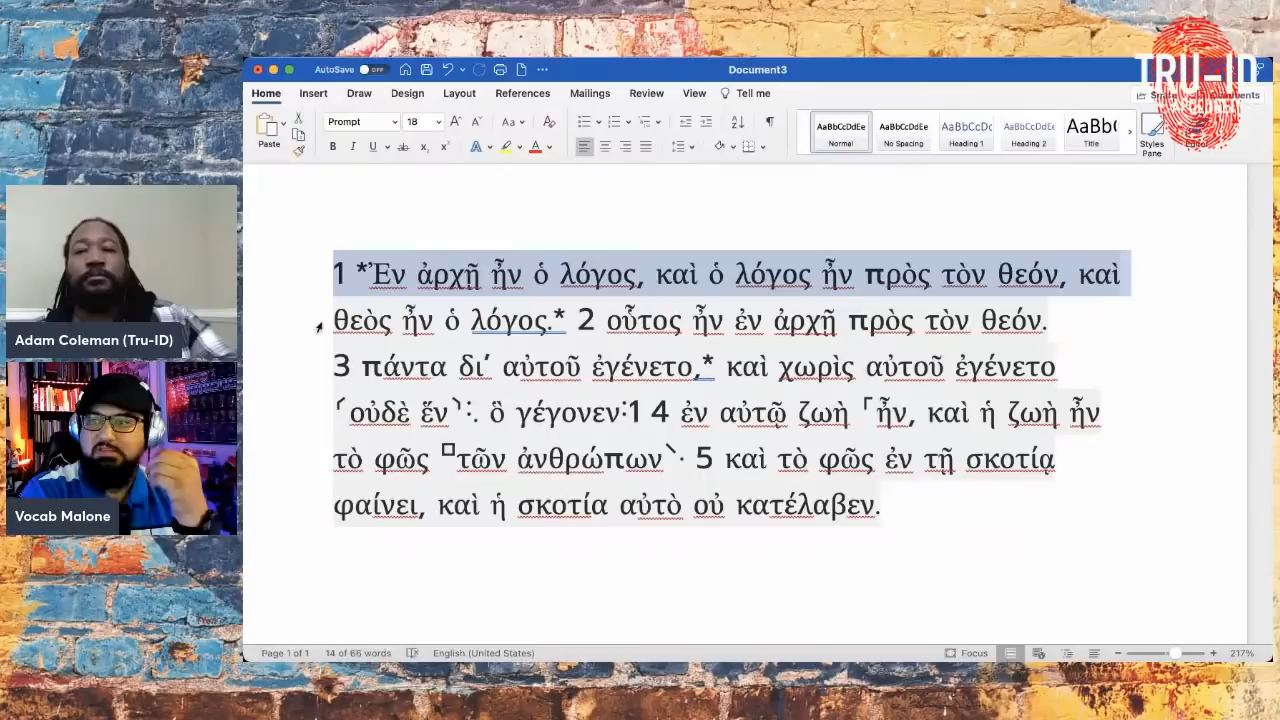 TRU-ID
AutoSave OFF
Document3
Home Insert Draw Design Layout References Mailings Review View Tell me
Comments
Paste
Prompt 18
AaBbCcDdEe AaBbCcDdEe AaBbCcDc AaBbCcDdEe AaBb(
Normal No Spacing Heading 1 Heading 2 Title
Styles Pane
Editor
1 *Ἐν ἀρχῇ ἦν ὁ λόγος, καὶ ὁ λόγος ἦν πρὸς τὸν θεόν, καὶ
θεὸς ἦν ὁ λόγος.* 2 οὗτος ἦν ἐν ἀρχῇ πρὸς τὸν θεόν.
3 πάντα δι’ αὐτοῦ ἐγένετο,* καὶ χωρὶς αὐτοῦ ἐγένετο
⸂οὐδὲ ἕν⸃:. ὃ γέγονεν:1 4 ἐν αὐτῷ ζωὴ ⸀ἦν, καὶ ἡ ζωὴ ἦν
τὸ φῶς ⸋τῶν ἀνθρώπων⸌· 5 καὶ τὸ φῶς ἐν τῇ σκοτίᾳ
φαίνει, καὶ ἡ σκοτία αὐτὸ οὐ κατέλαβεν.
Adam Coleman (Tru-ID)
Vocab Malone
Page 1 of 1 14 of 66 words English (United States) Focus 217%